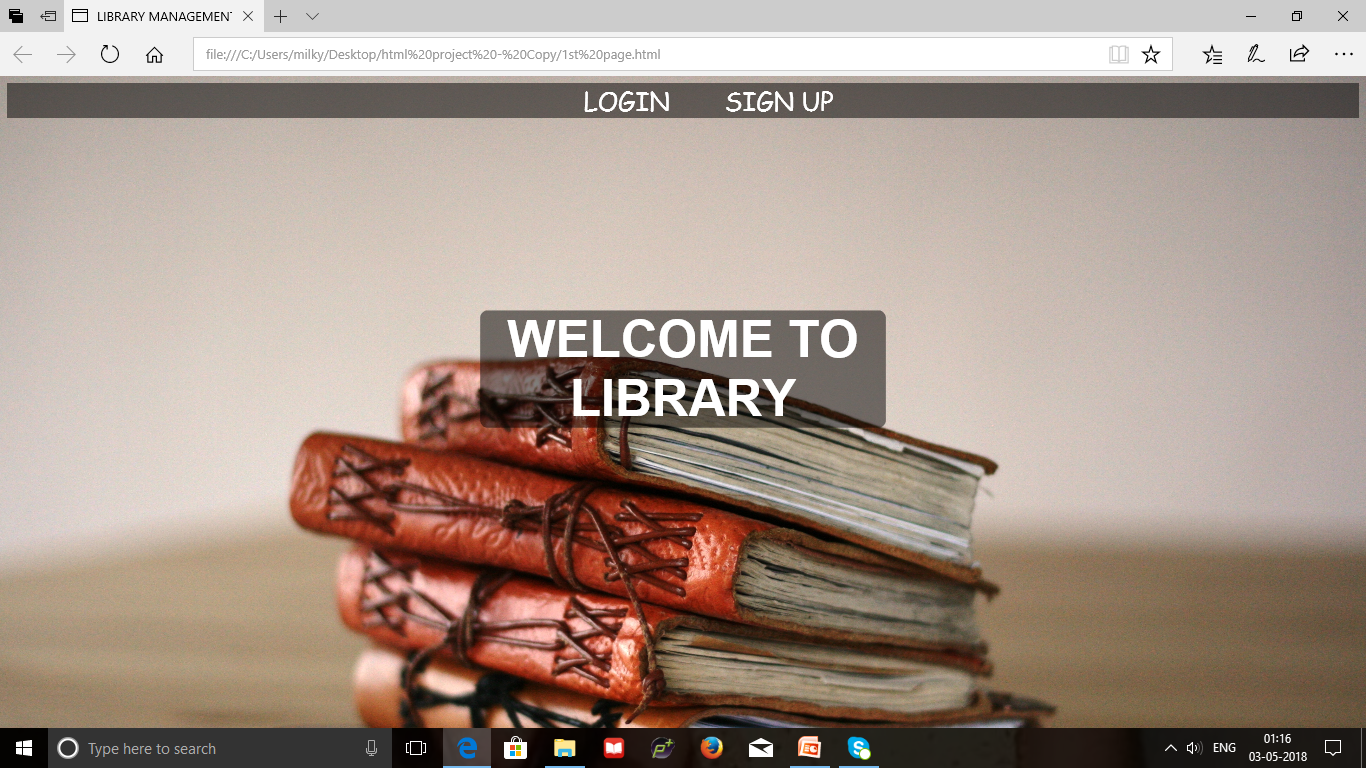 LIBRARY MANAGEMENT
file:///C:/Users/milky/Desktop/html%20project%20-%20Copy/1st%20page.html
LOGIN SIGN UP
WELCOME TO
LIBRARY
Type here to search
ENG
01:16
03-05-2018